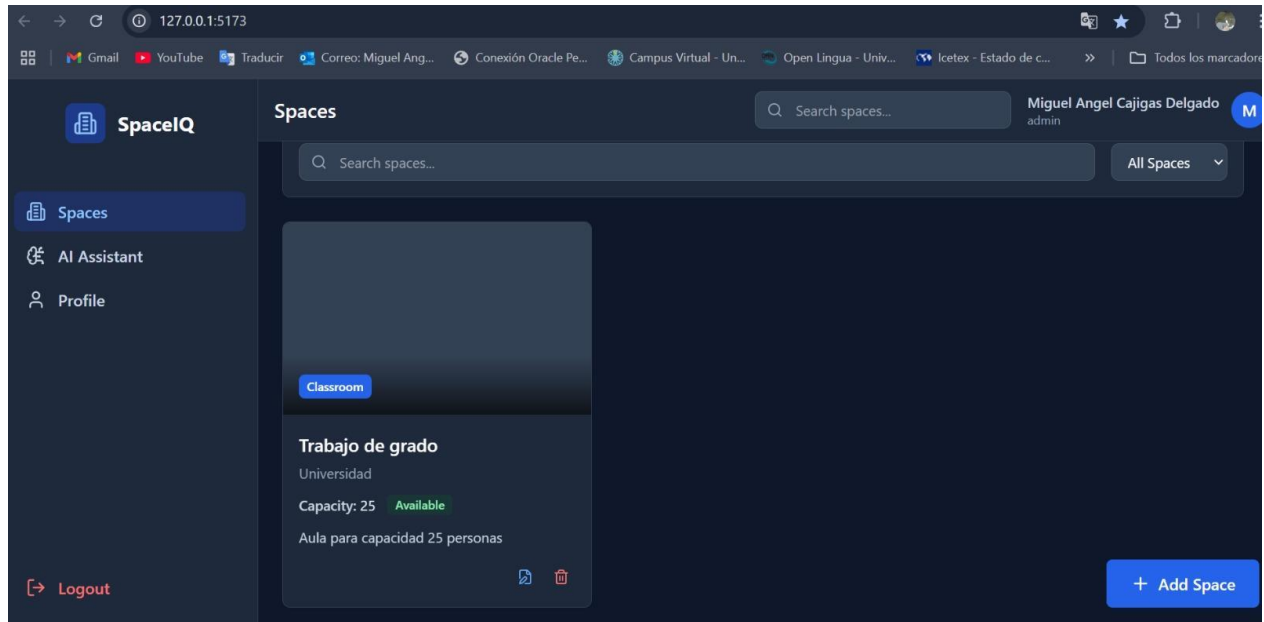 127.0.0.1:5173
Gmail YouTube Traducir Correo: Miguel Ang... Conexión Oracle Pe... Campus Virtual - Un... Open Lingua - Univ... Icetex - Estado de c... » Todos los marcadore
SpaceIQ
Spaces
Search spaces...
Miguel Angel Cajigas Delgado
admin
M
Search spaces...
All Spaces
Spaces
AI Assistant
Profile
Classroom
Trabajo de grado
Universidad
Capacity: 25 Available
Aula para capacidad 25 personas
Logout
+ Add Space